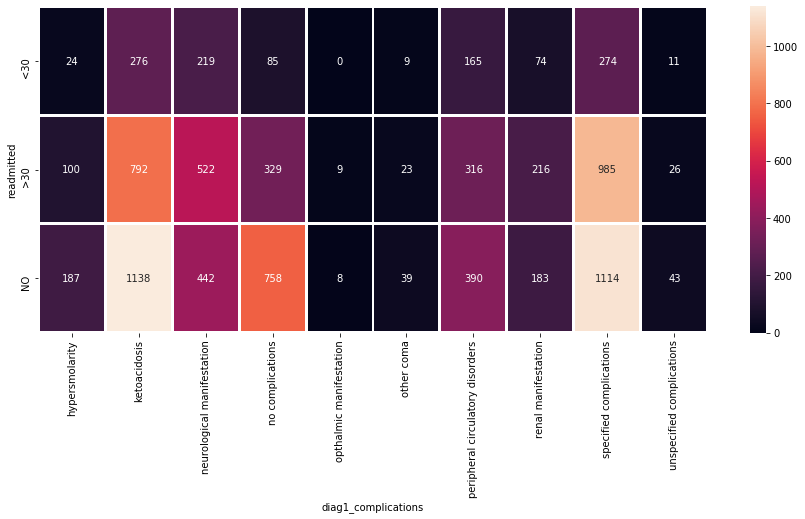 <30 24 276 219 85 0 9 165 74 274 11
>30 100 792 522 329 9 23 316 216 985 26
NO 187 1138 442 758 8 39 390 183 1114 43
readmitted
hypersmolarity
ketoacidosis
neurological manifestation
no complications
opthalmic manifestation
other coma
peripheral circulatory disorders
renal manifestation
specified complications
unspecified complications
diag1_complications
1000
800
600
400
200
0